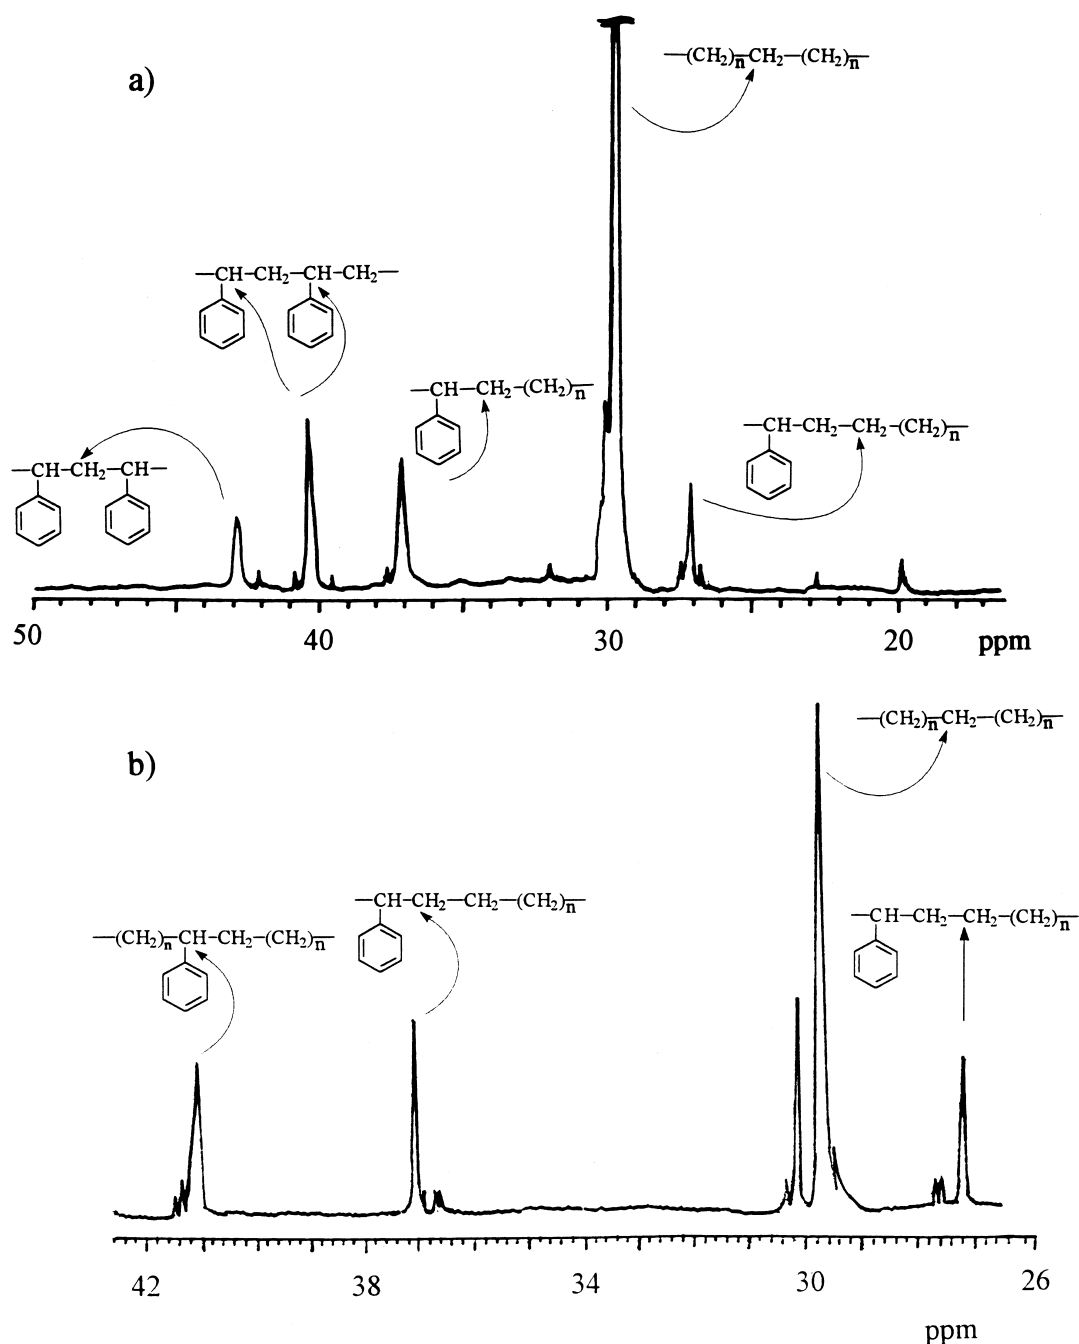 a)
—(CH₂)n—CH₂—(CH₂)n—
—CH—CH₂—CH—CH₂—
—CH—CH₂—(CH₂)n—
—CH—CH₂—CH₂—(CH₂)n—
—CH—CH₂—CH—
50 40 30 20 ppm
b)
—(CH₂)n—CH₂—(CH₂)n—
—CH—CH₂—CH₂—(CH₂)n—
—CH—CH₂—CH₂—(CH₂)n—
—(CH₂)n—CH—CH₂—(CH₂)n—
42 38 34 30 26
ppm